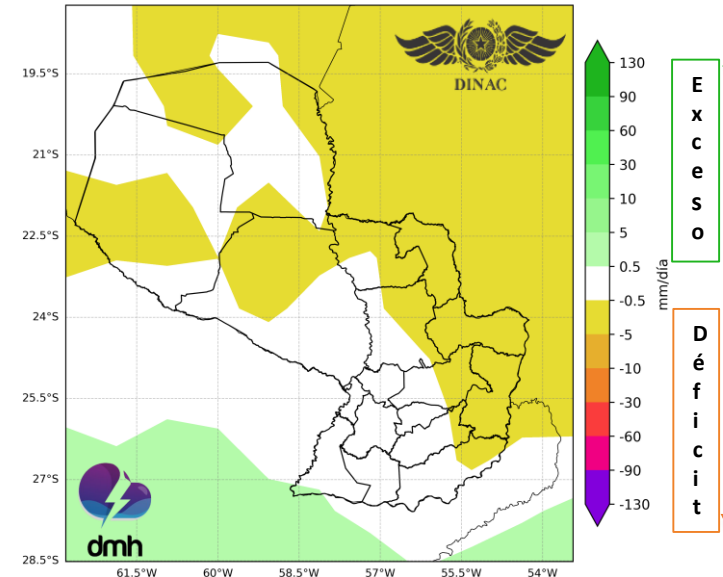 DINAC
19.5°S
21°S
22.5°S
24°S
25.5°S
27°S
28.5°S
61.5°W
60°W
58.5°W
57°W
55.5°W
54°W
dmh
130
90
60
30
10
5
0.5
-0.5
-5
-10
-30
-60
-90
-130
mm/día
E
x
c
e
s
o
D
é
f
i
c
i
t